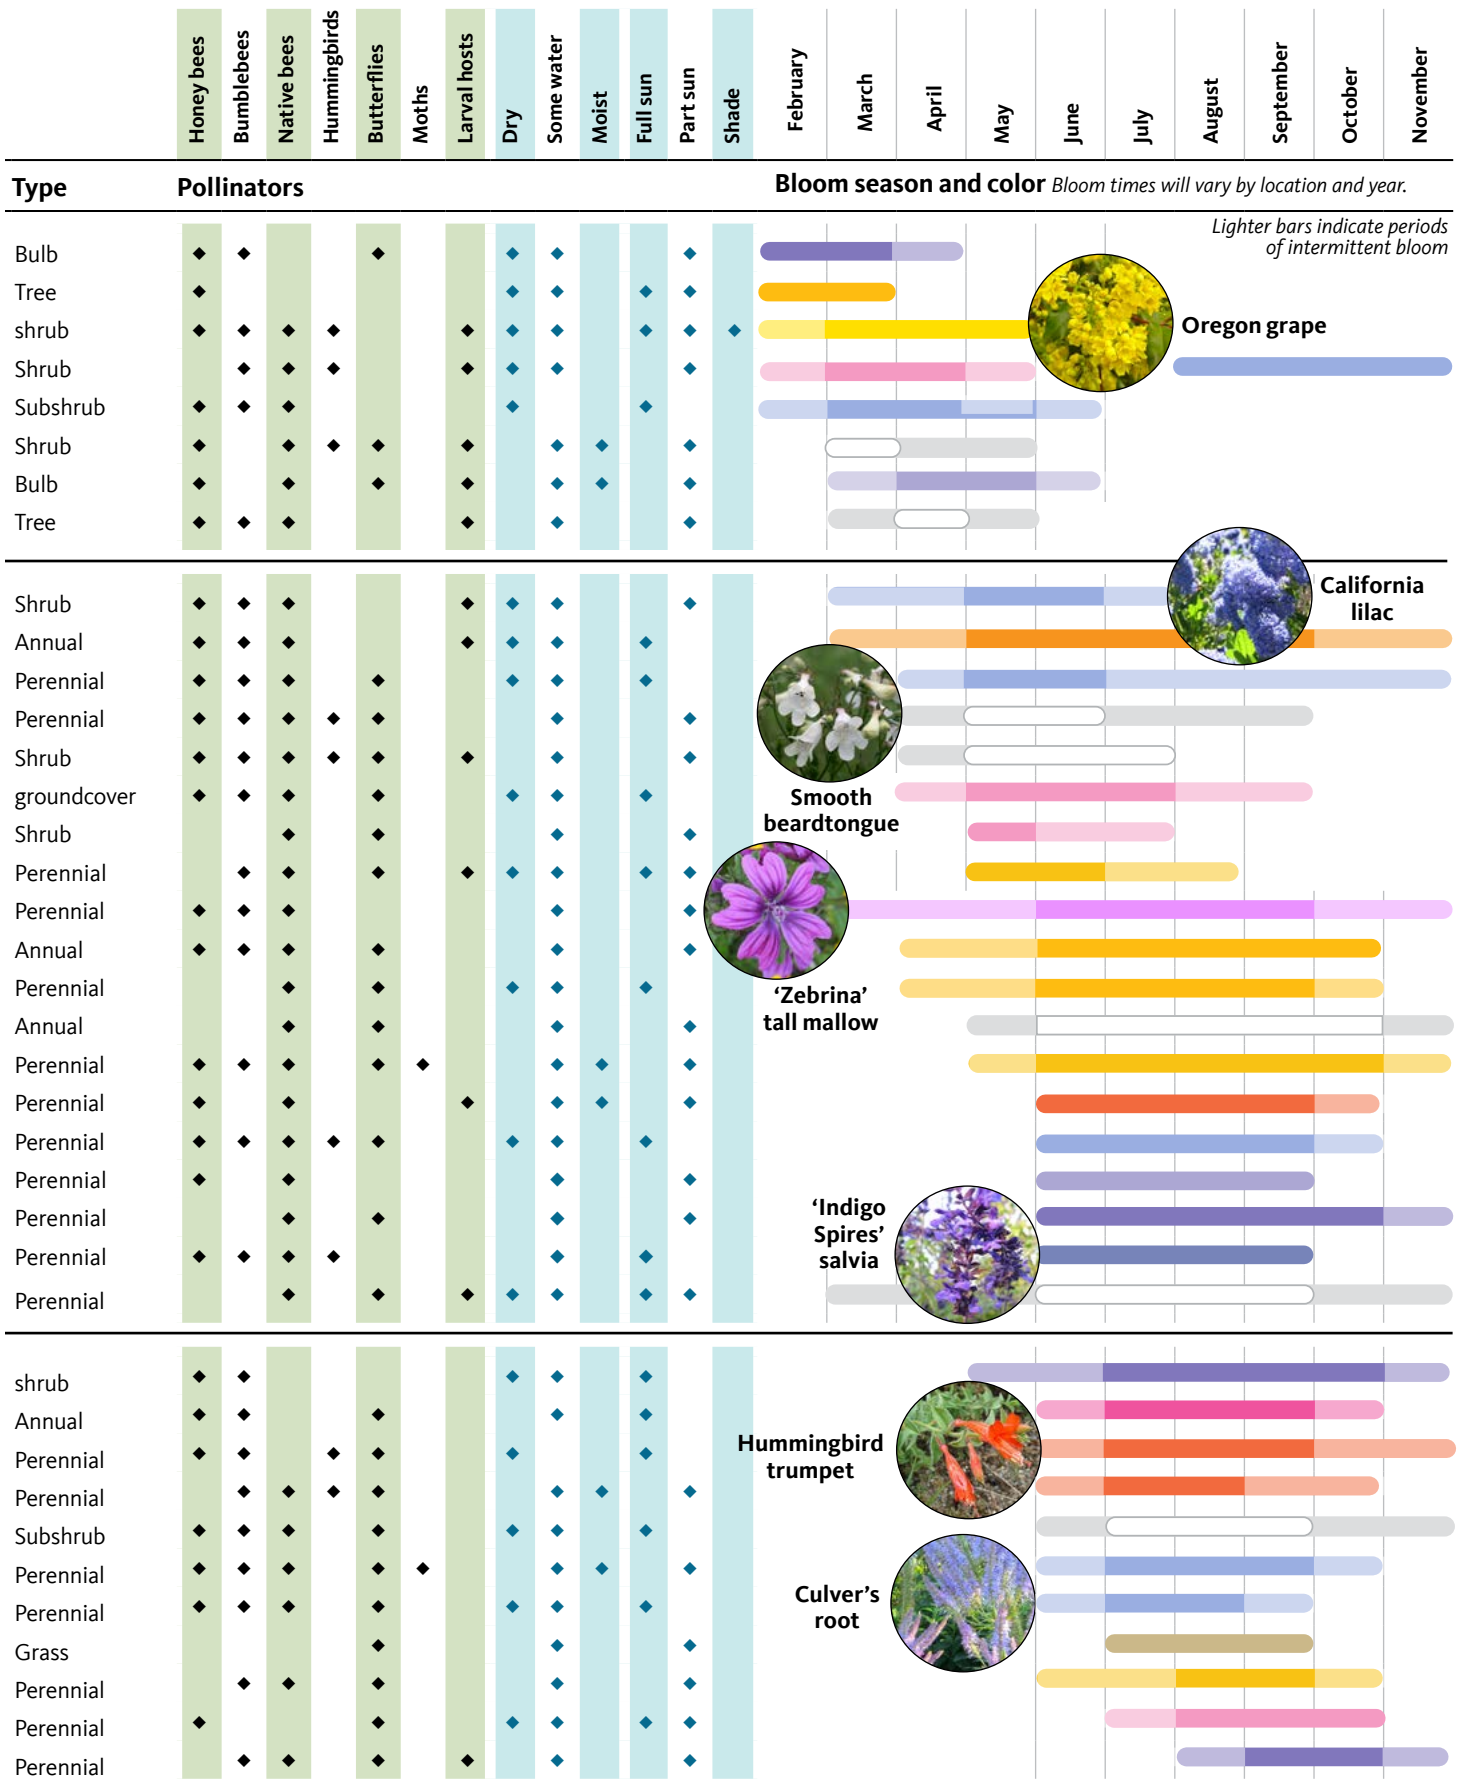 Honey bees
Bumblebees
Native bees
Hummingbirds
Butterflies
Moths
Larval hosts
Dry
Some water
Moist
Full sun
Part sun
Shade
February
March
April
May
June
July
August
September
October
November
Type
Pollinators
Bloom season and color Bloom times will vary by location and year.
Lighter bars indicate periods
of intermittent bloom
Bulb
Tree
shrub
Oregon grape
Shrub
Subshrub
Shrub
Bulb
Tree
California
lilac
Shrub
Annual
Perennial
Perennial
Shrub
groundcover
Smooth
beardtongue
Shrub
Perennial
Perennial
Annual
Perennial
‘Zebrina’
tall mallow
Annual
Perennial
Perennial
Perennial
Perennial
Perennial
‘Indigo
Spires’
salvia
Perennial
Perennial
shrub
Annual
Perennial
Hummingbird
trumpet
Perennial
Subshrub
Perennial
Culver’s
root
Perennial
Grass
Perennial
Perennial
Perennial